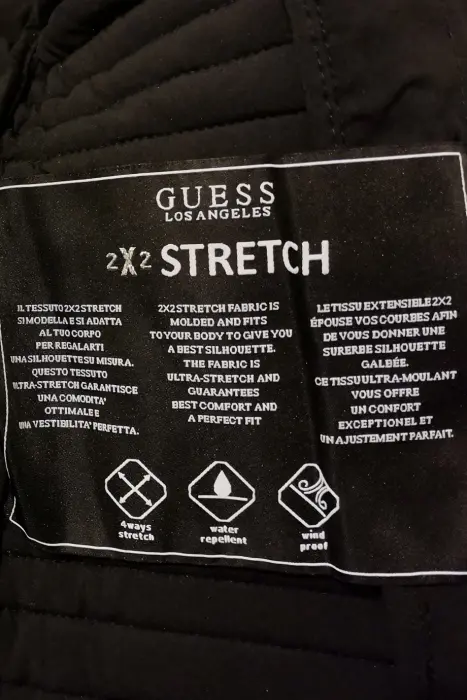 GUESS
LOS ANGELES
2X2 STRETCH
IL TESSUTO 2X2 STRETCH
SI MODELLA E SI ADATTA
AL TUO CORPO
PER REGALARTI
UNA SILHOUETTE SU MISURA.
QUESTO TESSUTO
ULTRA-STRETCH GARANTISCE
UNA COMODITA'
OTTIMALE E
UNA VESTIBILITA' PERFETTA.
2X2 STRETCH FABRIC IS
MOLDED AND FITS
TO YOUR BODY TO GIVE YOU
A BEST SILHOUETTE.
THE FABRIC IS
ULTRA-STRETCH AND
GUARANTEES
BEST COMFORT AND
A PERFECT FIT
LE TISSU EXTENSIBLE 2X2
ÉPOUSE VOS COURBES AFIN
DE VOUS DONNER UNE
SURERBE SILHOUETTE
GALBÉE.
CE TISSU ULTRA-MOULANT
VOUS OFFRE
UN CONFORT
EXCEPTIONEL ET
UN AJUSTEMENT PARFAIT.
4ways
stretch
water
repellent
wind
proof